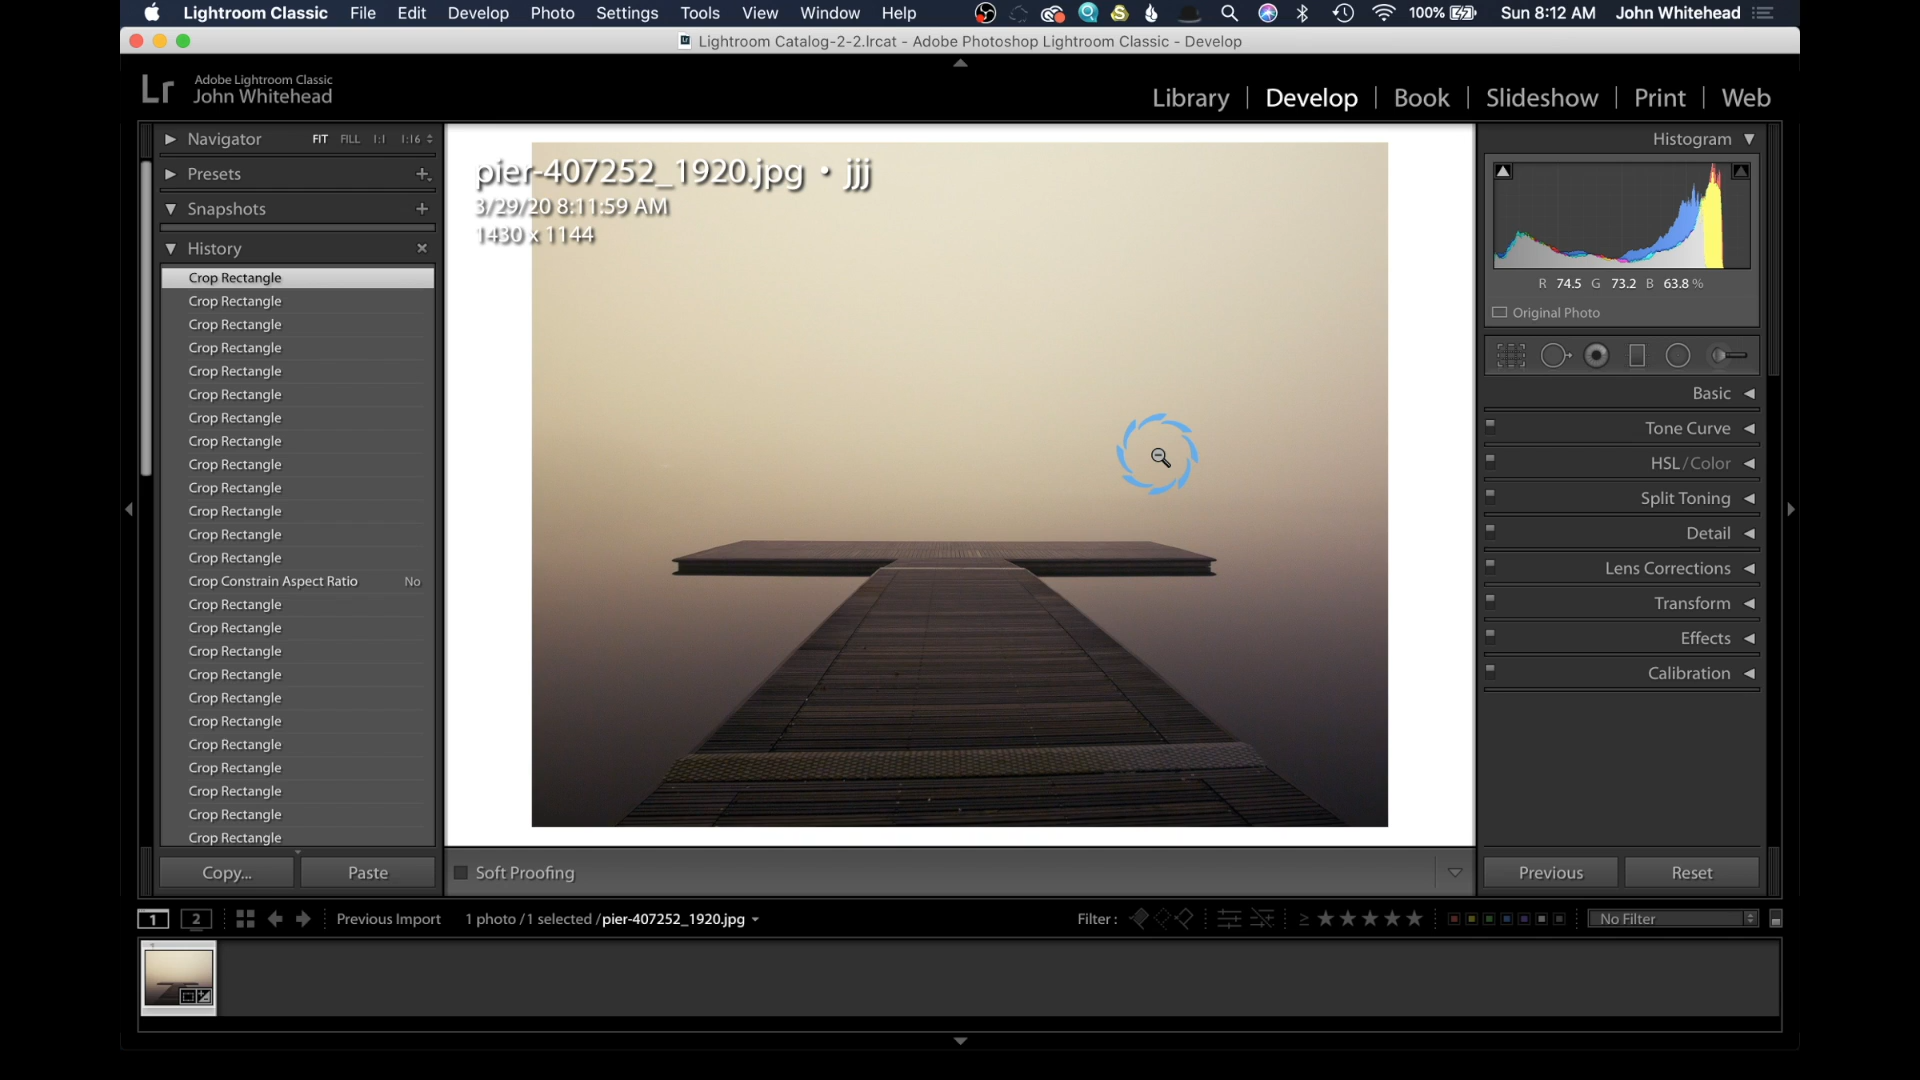 Lightroom Classic File Edit Develop Photo Settings Tools View Window Help 100% Sun 8:12 AM John Whitehead
Lightroom Catalog-2-2.lrcat - Adobe Photoshop Lightroom Classic - Develop
Lr Adobe Lightroom Classic
John Whitehead
Library | Develop | Book | Slideshow | Print | Web
Navigator FIT FILL 1:1 1:16
Presets
Snapshots
History
Crop Rectangle
Crop Rectangle
Crop Rectangle
Crop Rectangle
Crop Rectangle
Crop Rectangle
Crop Rectangle
Crop Rectangle
Crop Rectangle
Crop Rectangle
Crop Rectangle
Crop Rectangle
Crop Rectangle
Crop Constrain Aspect Ratio No
Crop Rectangle
Crop Rectangle
Crop Rectangle
Crop Rectangle
Crop Rectangle
Crop Rectangle
Crop Rectangle
Crop Rectangle
Crop Rectangle
Crop Rectangle
Crop Rectangle
Copy... Paste
pier-407252_1920.jpg • jjj
3/29/20 8:11:59 AM
1430 x 1144
Soft Proofing
Histogram
R 74.5 G 73.2 B 63.8 %
Original Photo
Basic
Tone Curve
HSL / Color
Split Toning
Detail
Lens Corrections
Transform
Effects
Calibration
Previous Reset
1 2 Previous Import 1 photo / 1 selected / pier-407252_1920.jpg Filter : ≥ ★★★★★ No Filter